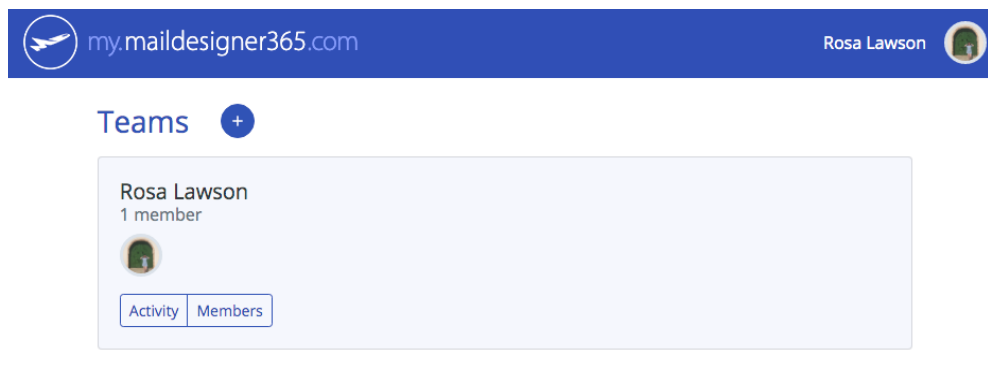 my.maildesigner365.com
Rosa Lawson
Teams +
Rosa Lawson
1 member
Activity Members